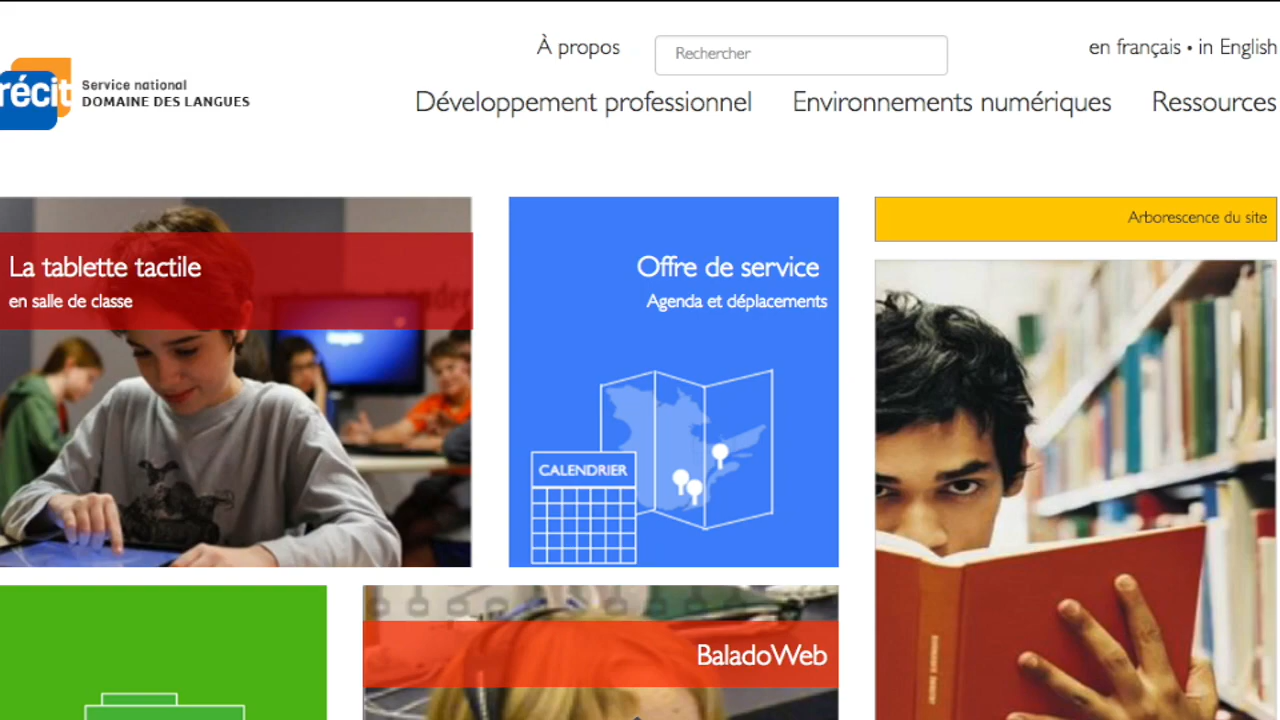 À propos
Rechercher
en français • in English
récit
Service national
DOMAINE DES LANGUES
Développement professionnel
Environnements numériques
Ressources
La tablette tactile
en salle de classe
Offre de service
Agenda et déplacements
CALENDRIER
Arborescence du site
BaladoWeb